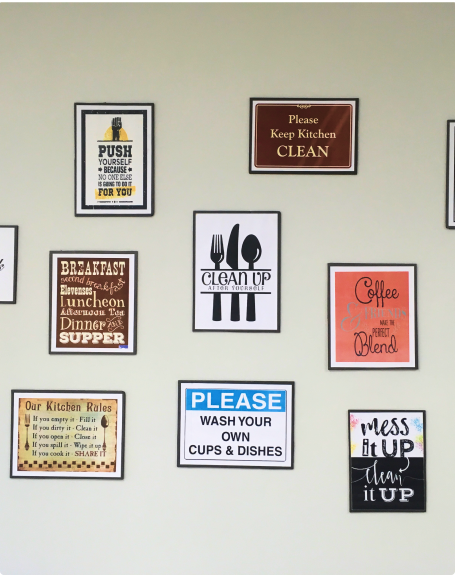 PUSH
YOURSELF
BECAUSE
NO ONE ELSE
IS GOING TO DO IT
FOR YOU
Please
Keep Kitchen
CLEAN
BREAKFAST
second breakfast
Elevenses
Luncheon
Afternoon Tea
Dinner
SUPPER
CLEAN UP
AFTER YOURSELF
Coffee
MAKE THE
PERFECT
Blend
Our Kitchen Rules
If you empty it - Fill it
If you dirty it - Clean it
If you open it - Close it
If you spill it - Wipe it up
If you cook it - SHARE IT
PLEASE
WASH YOUR
OWN
CUPS & DISHES
mess
it UP
clean
it UP